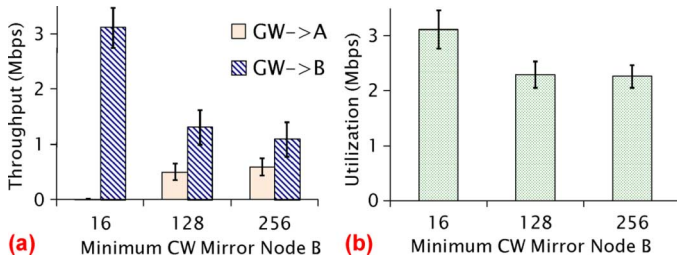 Throughput (Mbps)
3
2
1
0
GW->A
GW->B
16 128 256
Minimum CW Mirror Node B
(a)
Utilization (Mbps)
3
2
1
0
16 128 256
Minimum CW Mirror Node B
(b)